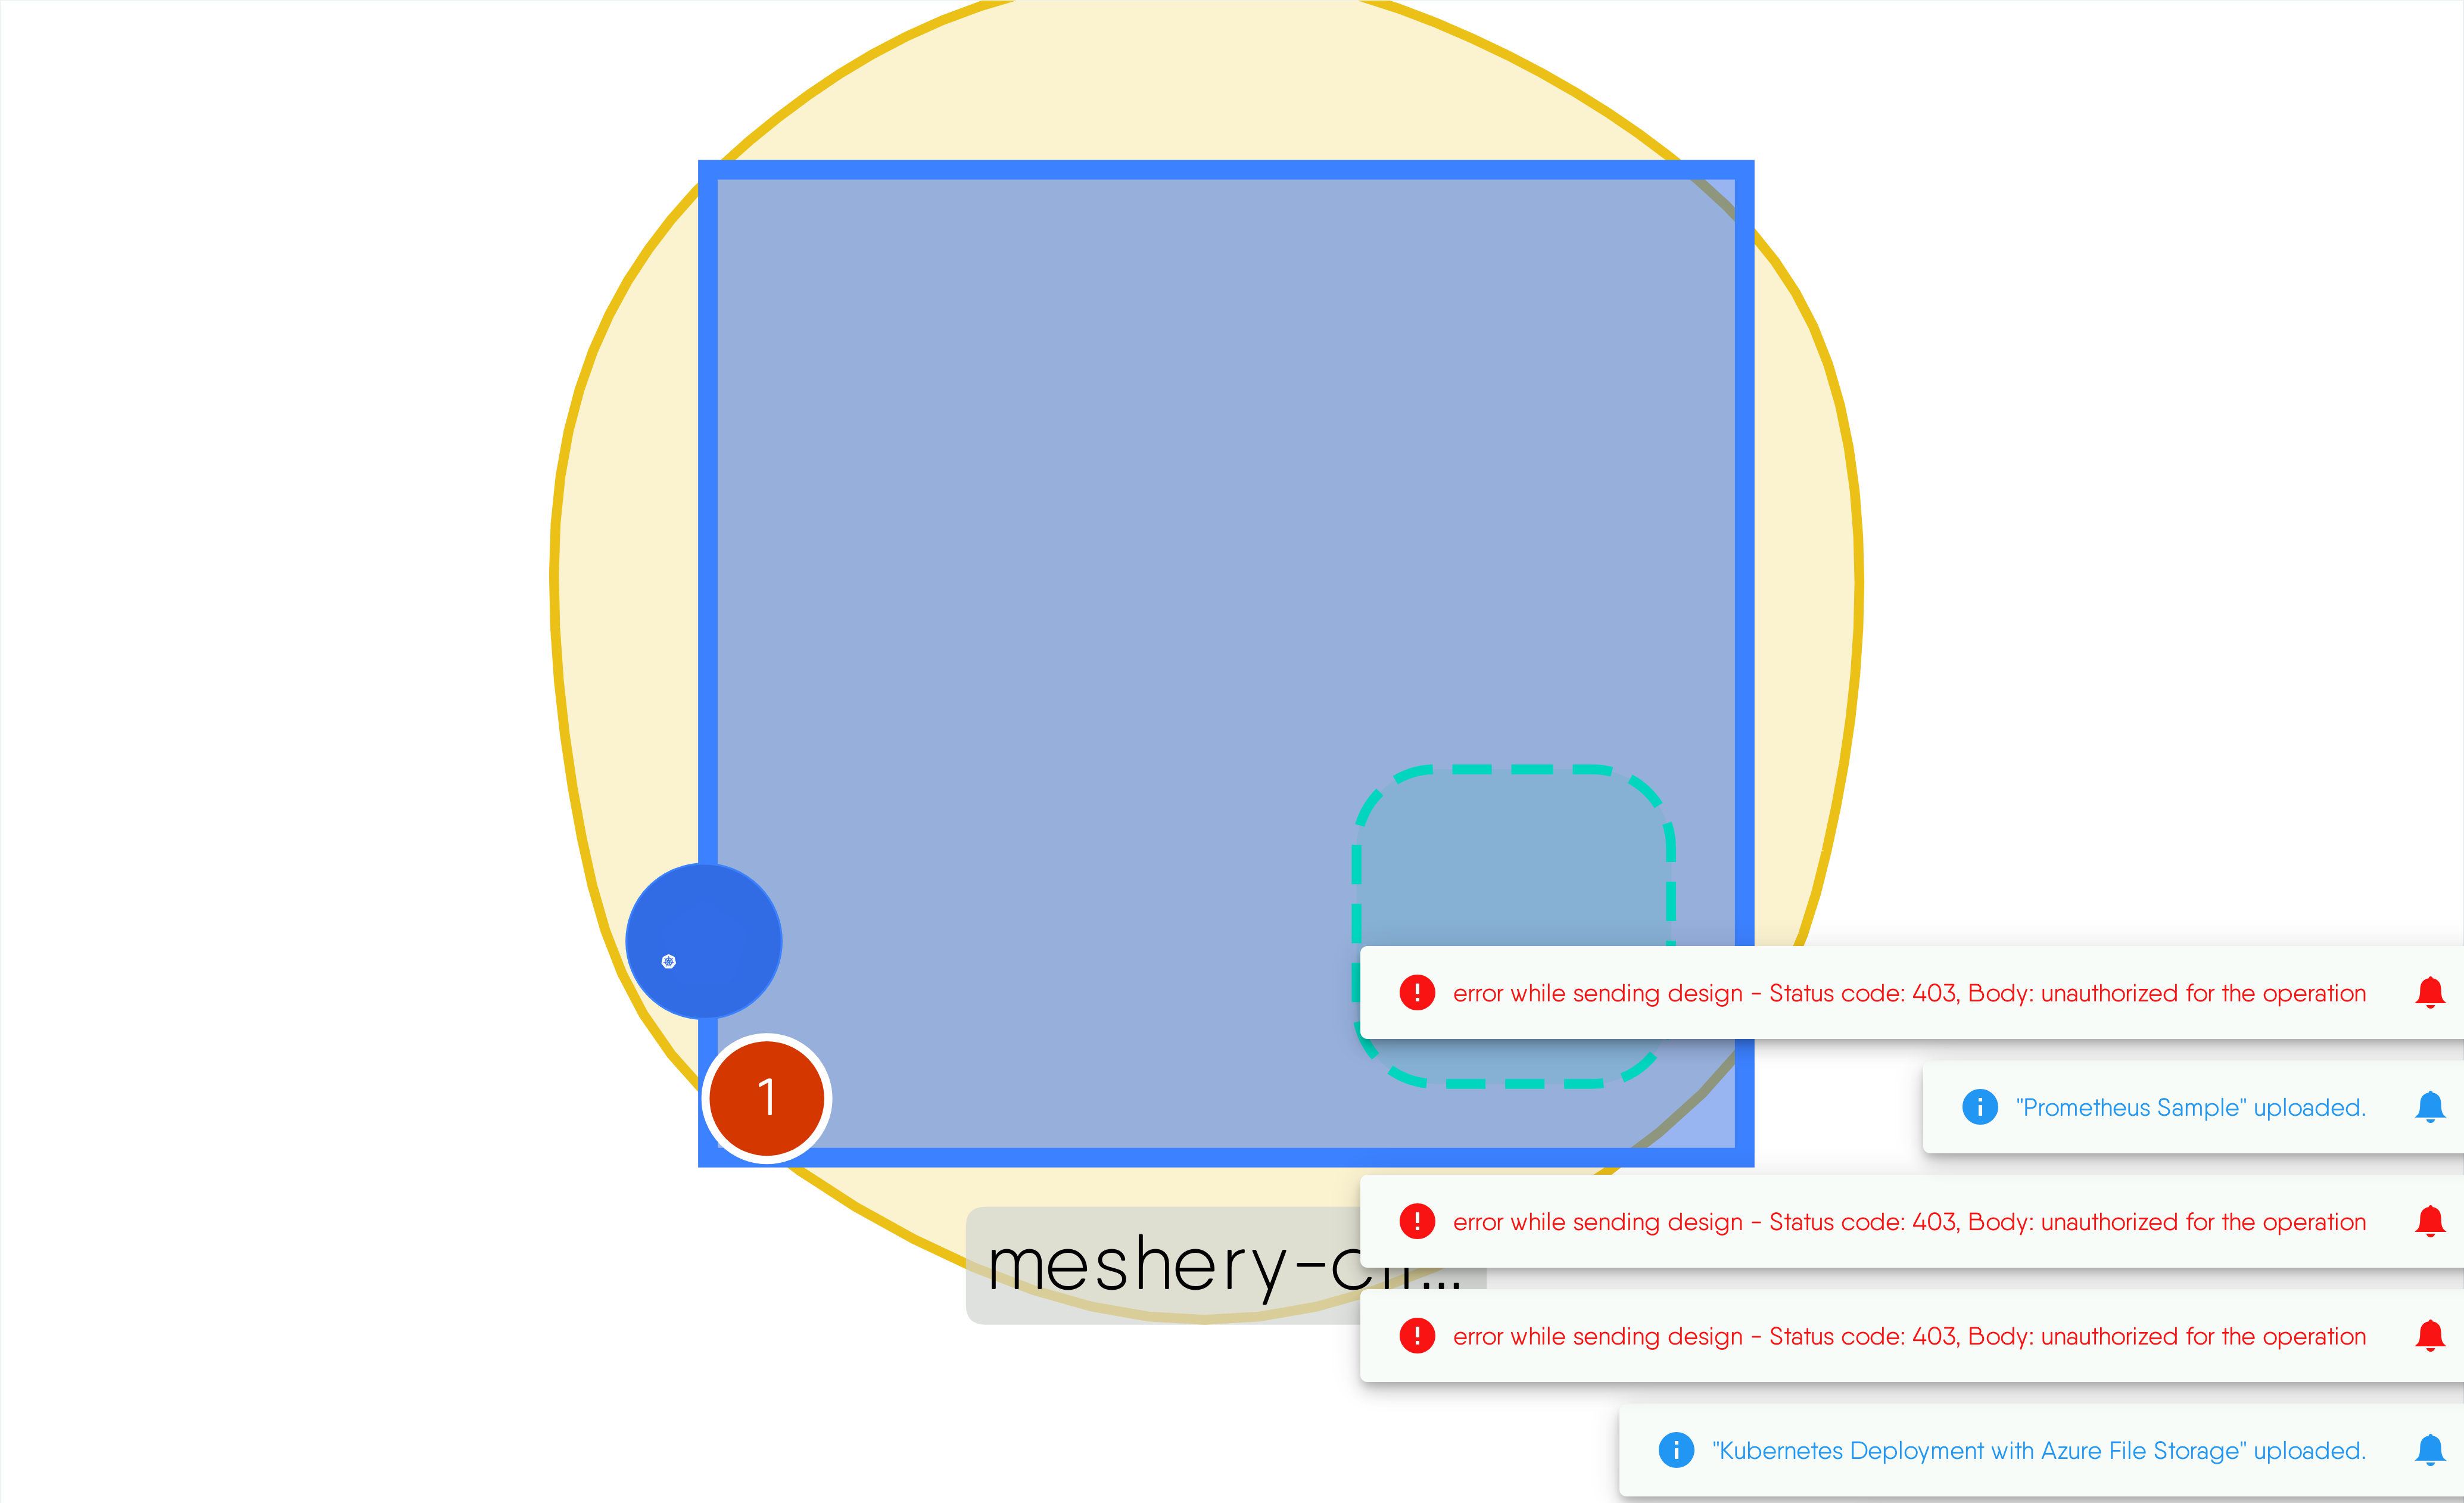 error while sending design - Status code: 403, Body: unauthorized for the operation
1
"Prometheus Sample" uploaded.
error while sending design - Status code: 403, Body: unauthorized for the operation
meshery-
error while sending design - Status code: 403, Body: unauthorized for the operation
"Kubernetes Deployment with Azure File Storage" uploaded.